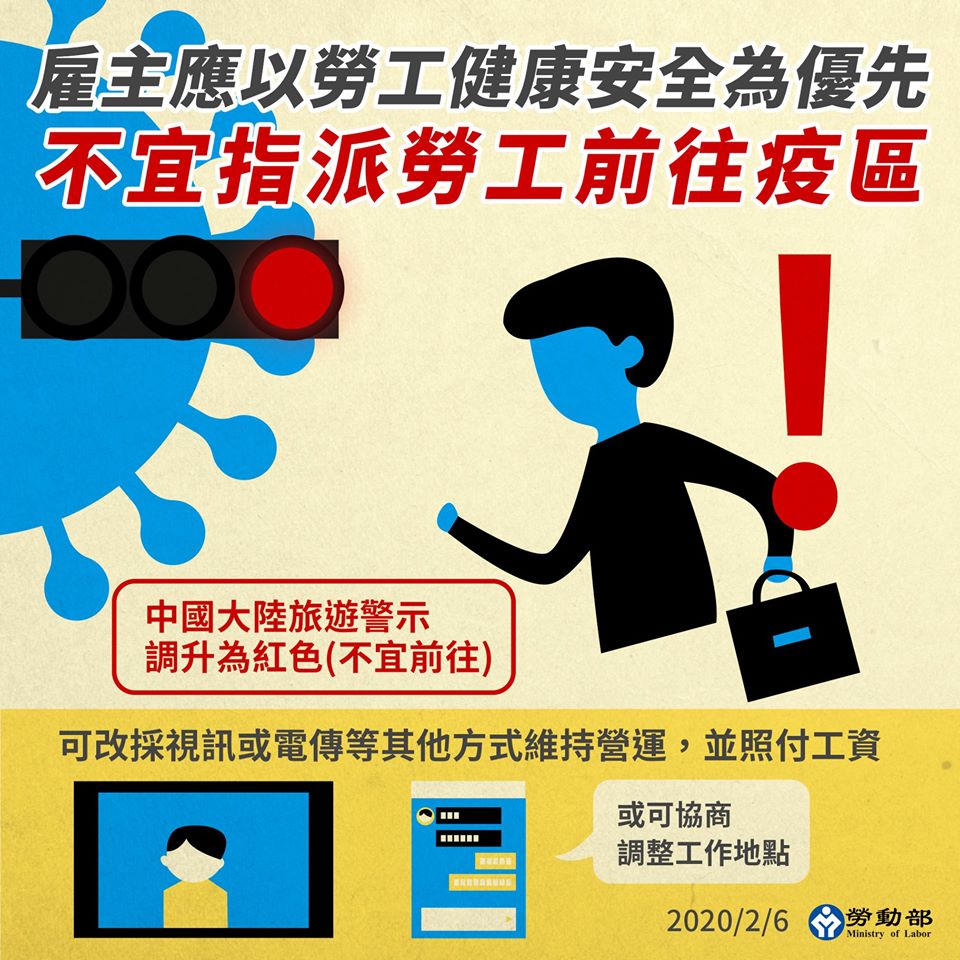 雇主應以勞工健康安全為優先
不宜指派勞工前往疫區
中國大陸旅遊警示
調升為紅色(不宜前往)
可改採視訊或電傳等其他方式維持營運，並照付工資
或可協商
調整工作地點
2020/2/6
勞動部
Ministry of Labor